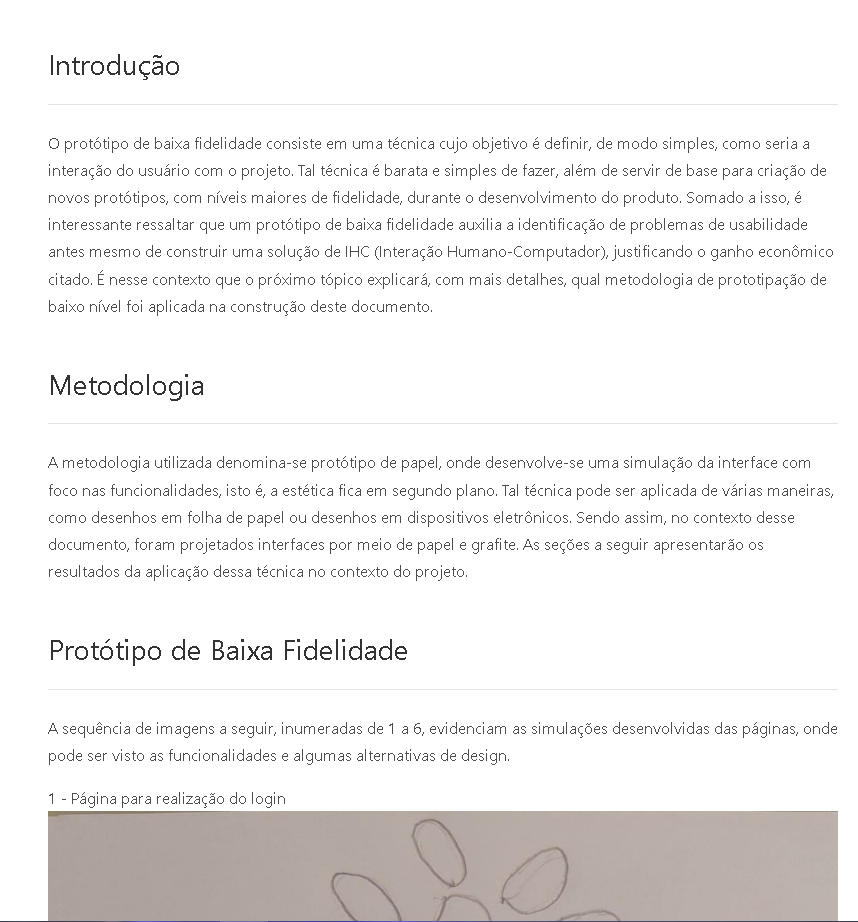 Introdução
O protótipo de baixa fidelidade consiste em uma técnica cujo objetivo é definir, de modo simples, como seria a
interação do usuário com o projeto. Tal técnica é barata e simples de fazer, além de servir de base para criação de
novos protótipos, com níveis maiores de fidelidade, durante o desenvolvimento do produto. Somado a isso, é
interessante ressaltar que um protótipo de baixa fidelidade auxilia a identificação de problemas de usabilidade
antes mesmo de construir uma solução de IHC (Interação Humano-Computador), justificando o ganho econômico
citado. É nesse contexto que o próximo tópico explicará, com mais detalhes, qual metodologia de prototipação de
baixo nível foi aplicada na construção deste documento.
Metodologia
A metodologia utilizada denomina-se protótipo de papel, onde desenvolve-se uma simulação da interface com
foco nas funcionalidades, isto é, a estética fica em segundo plano. Tal técnica pode ser aplicada de várias maneiras,
como desenhos em folha de papel ou desenhos em dispositivos eletrônicos. Sendo assim, no contexto desse
documento, foram projetados interfaces por meio de papel e grafite. As seções a seguir apresentarão os
resultados da aplicação dessa técnica no contexto do projeto.
Protótipo de Baixa Fidelidade
A sequência de imagens a seguir, inumeradas de 1 a 6, evidenciam as simulações desenvolvidas das páginas, onde
pode ser visto as funcionalidades e algumas alternativas de design.
1 - Página para realização do login